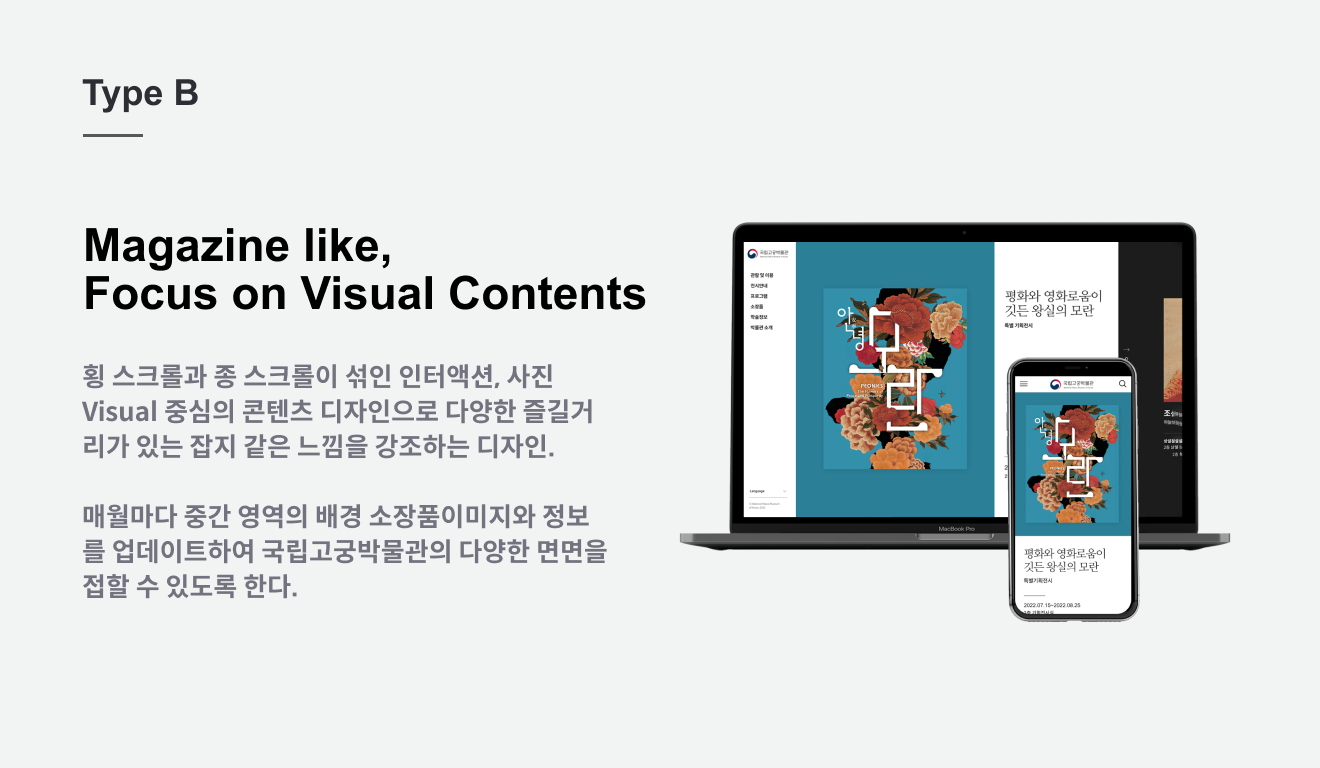 Type B
Magazine like,
Focus on Visual Contents
횡 스크롤과 종 스크롤이 섞인 인터액션, 사진
Visual 중심의 콘텐츠 디자인으로 다양한 즐길거
리가 있는 잡지 같은 느낌을 강조하는 디자인.
매월마다 중간 영역의 배경 소장품이미지와 정보
를 업데이트하여 국립고궁박물관의 다양한 면면을
접할 수 있도록 한다.
국립고궁박물관
관람 및 이용
전시안내
프로그램
소장품
학술정보
박물관 소개
Language
안녕
모란
PEONIES
평화와 영화로움이
깃든 왕실의 모란
특별 기획전시
MacBook Pro
국립고궁박물관
안녕
모란
평화와 영화로움이
깃든 왕실의 모란
특별기획전시
2022.07.15~2022.08.25